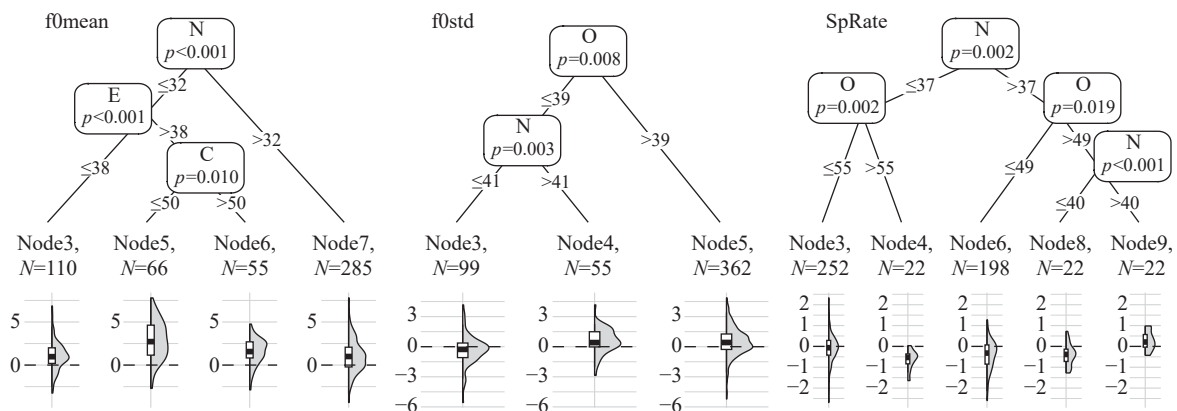 f0mean
N
p<0.001
≤32
>32
E
p<0.001
≤38
>38
C
p=0.010
≤50
>50
Node3, Node5, Node6, Node7,
N=110 N=66 N=55 N=285
5 5 5 5
0 0 0 0
f0std
O
p=0.008
≤39
>39
N
p=0.003
≤41
>41
Node3, Node4, Node5,
N=99 N=55 N=362
3 3 3
0 0 0
−3 −3 −3
−6 −6 −6
SpRate
N
p=0.002
≤37
>37
O
p=0.002
≤55
>55
O
p=0.019
≤49
>49
N
p<0.001
≤40
>40
Node3, Node4, Node6, Node8, Node9,
N=252 N=22 N=198 N=22 N=22
2 2 2 2 2
1 1 1 1 1
0 0 0 0 0
−1 −1 −1 −1 −1
−2 −2 −2 −2 −2